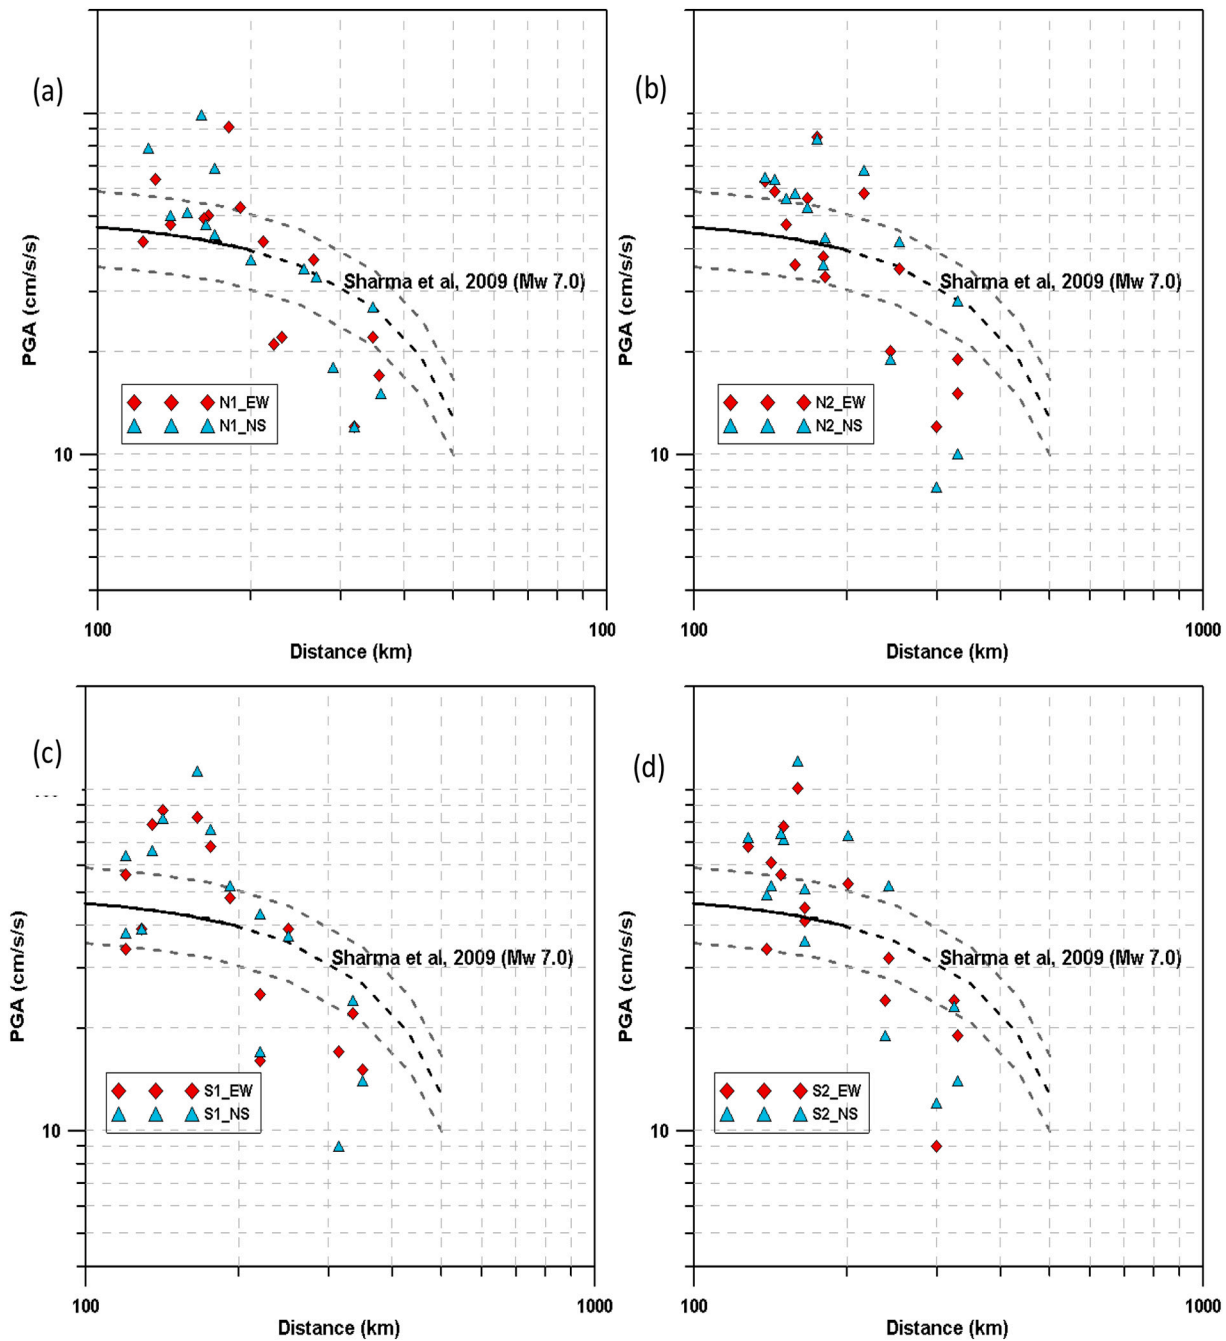 (a)
PGA (cm/s/s)
Sharma et al, 2009 (Mw 7.0)
N1_EW
N1_NS
10
100
100
Distance (km)
(b)
PGA (cm/s/s)
Sharma et al, 2009 (Mw 7.0)
N2_EW
N2_NS
10
100
1000
Distance (km)
(c)
PGA (cm/s/s)
Sharma et al, 2009 (Mw 7.0)
S1_EW
S1_NS
10
100
1000
Distance (km)
(d)
PGA (cm/s/s)
Sharma et al, 2009 (Mw 7.0)
S2_EW
S2_NS
10
100
1000
Distance (km)